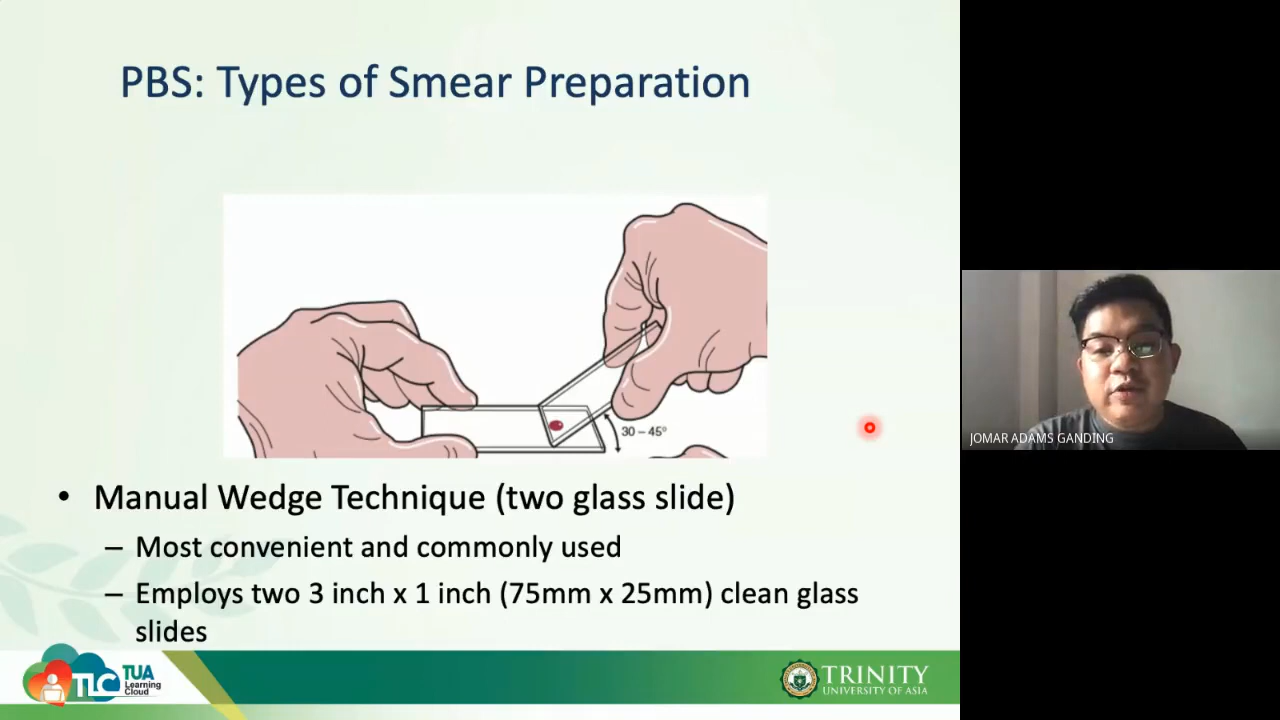 PBS: Types of Smear Preparation
30 – 45°
JOMAR ADAMS GANDING
• Manual Wedge Technique (two glass slide)
– Most convenient and commonly used
– Employs two 3 inch x 1 inch (75mm x 25mm) clean glass
slides
TLC TUA
Learning
Cloud
TRINITY
UNIVERSITY OF ASIA